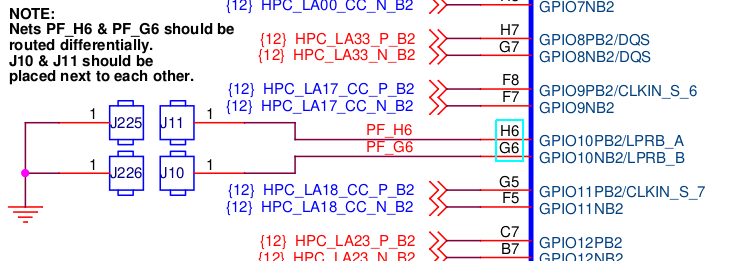 NOTE:
Nets PF_H6 & PF_G6 should be
routed differentially.
J10 & J11 should be
placed next to each other.
{12} HPC_LA00_CC_N_B2 GPIO7NB2
{12} HPC_LA33_P_B2 H7 GPIO8PB2/DQS
{12} HPC_LA33_N_B2 G7 GPIO8NB2/DQS
{12} HPC_LA17_CC_P_B2 F8 GPIO9PB2/CLKIN_S_6
{12} HPC_LA17_CC_N_B2 F7 GPIO9NB2
1 J225 J11 1 PF_H6 H6 GPIO10PB2/LPRB_A
PF_G6 G6 GPIO10NB2/LPRB_B
1 J226 J10 1
{12} HPC_LA18_CC_P_B2 G5 GPIO11PB2/CLKIN_S_7
{12} HPC_LA18_CC_N_B2 F5 GPIO11NB2
{12} HPC_LA23_P_B2 C7 GPIO12PB2
{12} HPC_LA23_N_B2 B7 GPIO12NB2